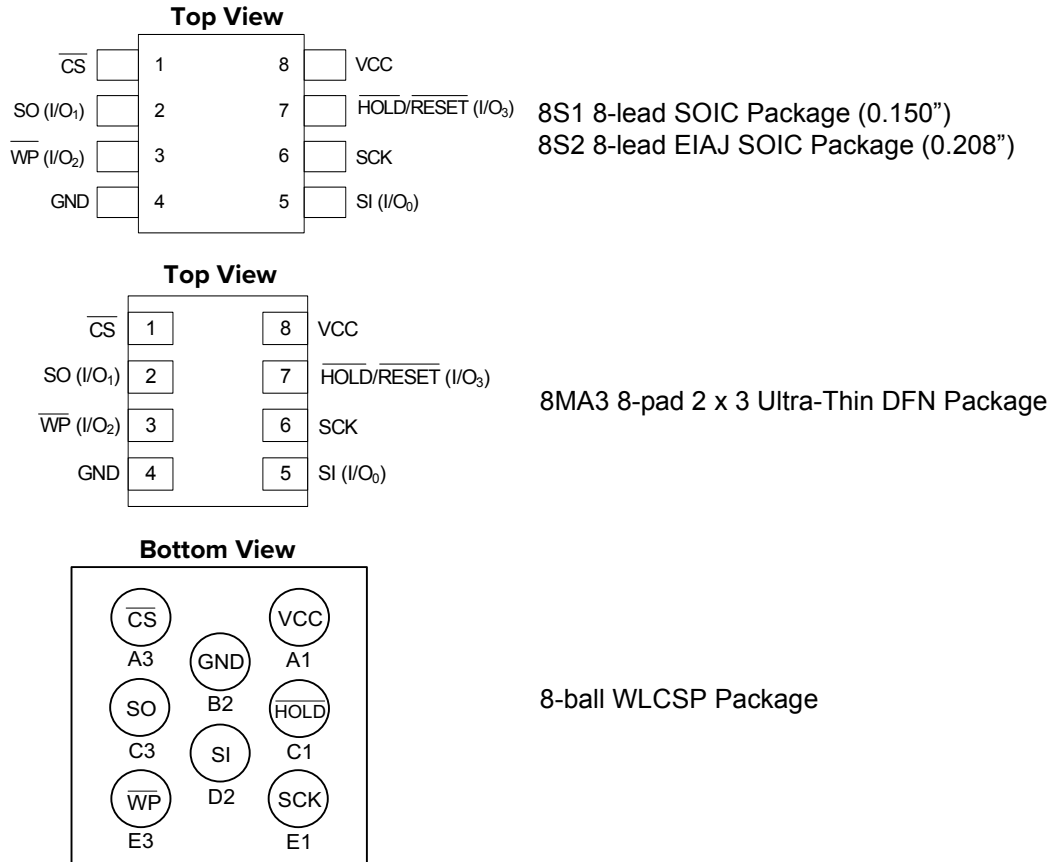 Top View
CS 1 8 VCC
SO (I/O₁) 2 7 HOLD/RESET (I/O₃)
WP (I/O₂) 3 6 SCK
GND 4 5 SI (I/O₀)
8S1 8-lead SOIC Package (0.150”)
8S2 8-lead EIAJ SOIC Package (0.208”)
Top View
CS 1 8 VCC
SO (I/O₁) 2 7 HOLD/RESET (I/O₃)
WP (I/O₂) 3 6 SCK
GND 4 5 SI (I/O₀)
8MA3 8-pad 2 x 3 Ultra-Thin DFN Package
Bottom View
CS VCC
A3 GND A1
SO B2 HOLD
C3 SI C1
WP D2 SCK
E3 E1
8-ball WLCSP Package